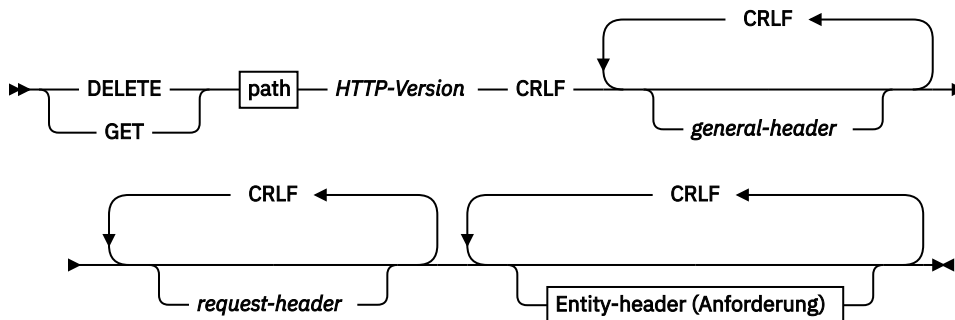 CRLF
DELETE path HTTP-Version CRLF
GET general-header
CRLF CRLF
request-header Entity-header (Anforderung)